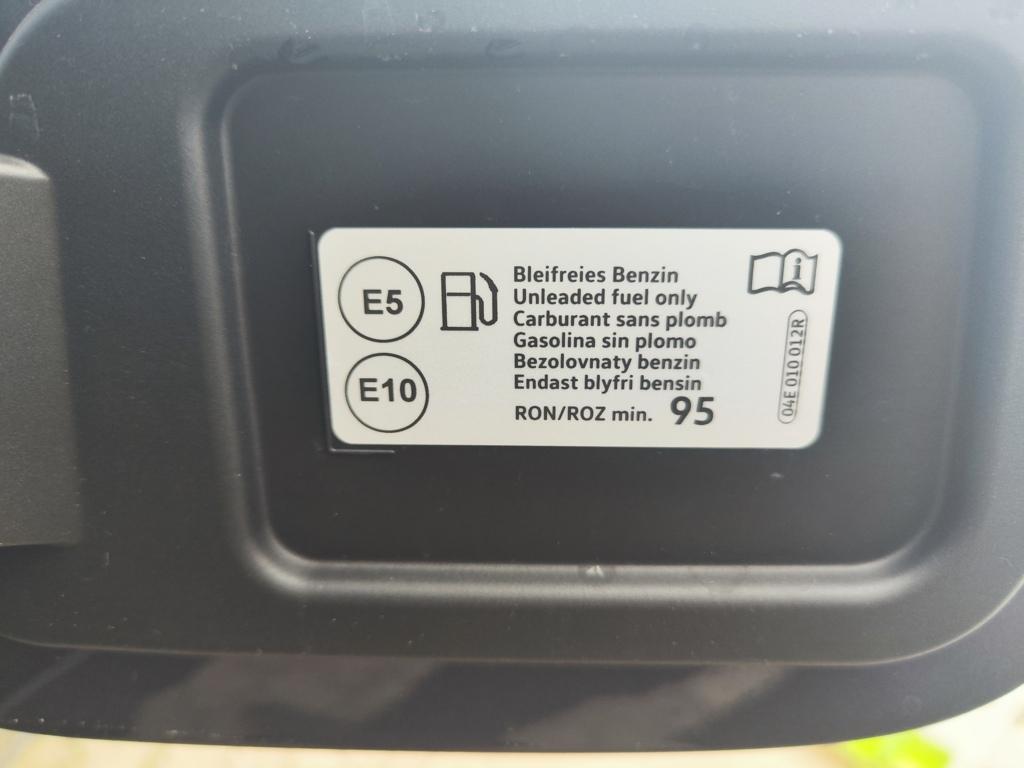 E5
E10
Bleifreies Benzin
Unleaded fuel only
Carburant sans plomb
Gasolina sin plomo
Bezolovnaty benzin
Endast blyfri bensin
RON/ROZ min. 95
i
04E 010 012R